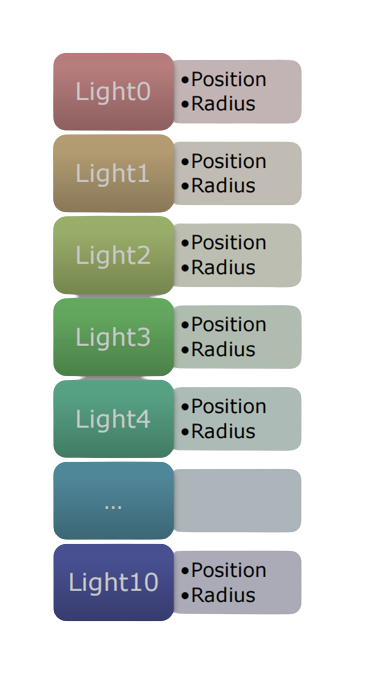 Light0
•Position
•Radius
Light1
•Position
•Radius
Light2
•Position
•Radius
Light3
•Position
•Radius
Light4
•Position
•Radius
...
Light10
•Position
•Radius